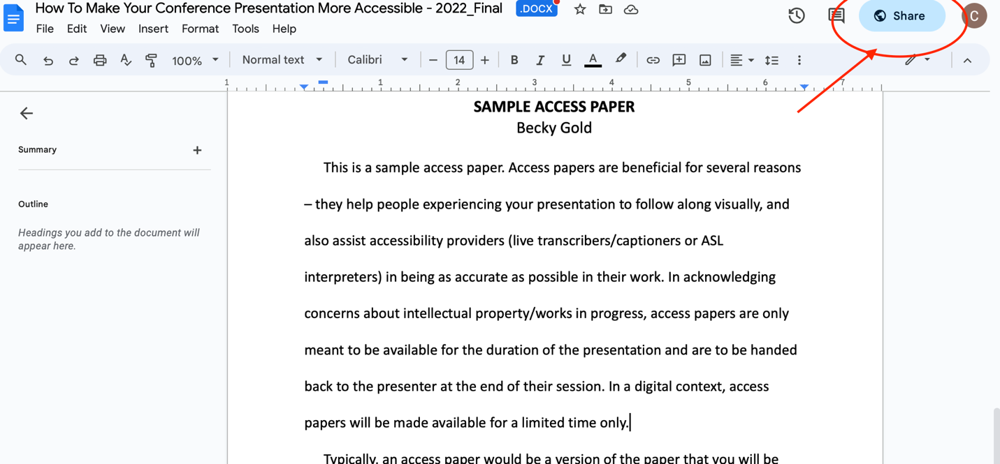 How To Make Your Conference Presentation More Accessible - 2022_Final .DOCX
File Edit View Insert Format Tools Help
Share
C
100% Normal text Calibri 14 B I U A
1 1 2 3 4 5 6 7
Summary
Outline
Headings you add to the document will
appear here.
SAMPLE ACCESS PAPER
Becky Gold
This is a sample access paper. Access papers are beneficial for several reasons
– they help people experiencing your presentation to follow along visually, and
also assist accessibility providers (live transcribers/captioners or ASL
interpreters) in being as accurate as possible in their work. In acknowledging
concerns about intellectual property/works in progress, access papers are only
meant to be available for the duration of the presentation and are to be handed
back to the presenter at the end of their session. In a digital context, access
papers will be made available for a limited time only.
Typically, an access paper would be a version of the paper that you will be